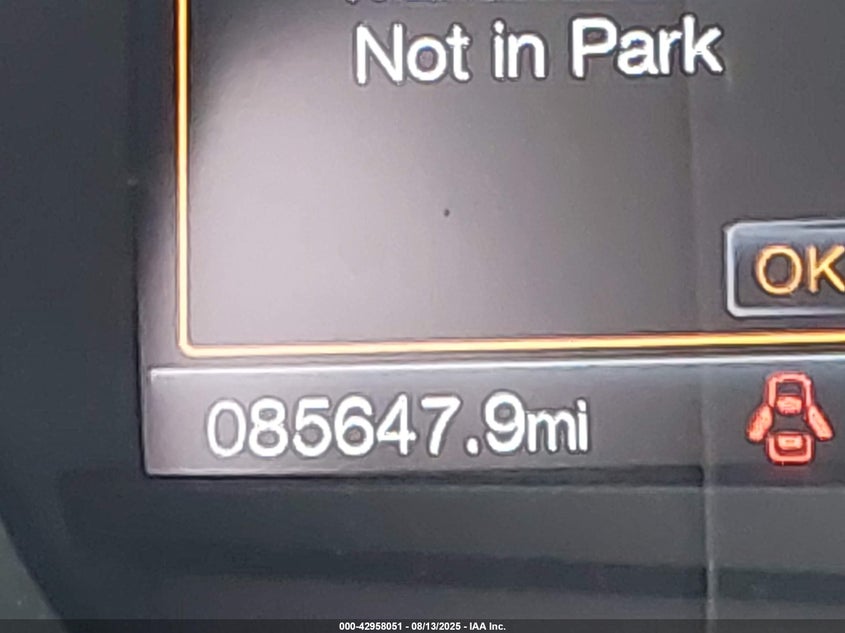 Not in Park
OK
085647.9mi
000-42958051 - 08/13/2025 - IAA Inc.